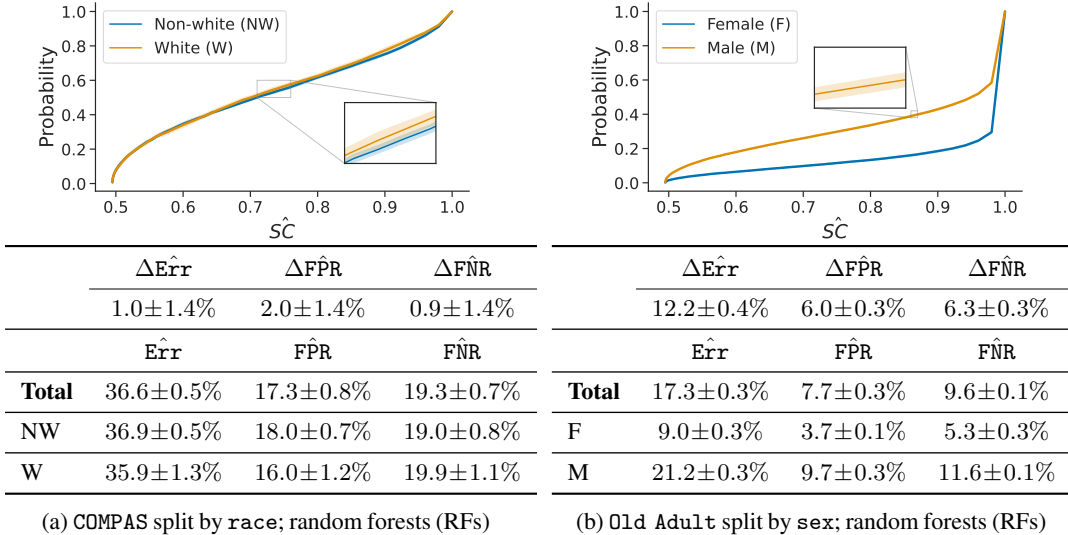 Non-white (NW)
White (W)
Probability
1.0
0.8
0.6
0.4
0.2
0.0
0.5 0.6 0.7 0.8 0.9 1.0
SĈ
ΔErr̂ ΔFP̂R ΔFN̂R
1.0±1.4% 2.0±1.4% 0.9±1.4%
Err̂ FP̂R FN̂R
Total 36.6±0.5% 17.3±0.8% 19.3±0.7%
NW 36.9±0.5% 18.0±0.7% 19.0±0.8%
W 35.9±1.3% 16.0±1.2% 19.9±1.1%
(a) COMPAS split by race; random forests (RFs)
Female (F)
Male (M)
Probability
1.0
0.8
0.6
0.4
0.2
0.0
0.5 0.6 0.7 0.8 0.9 1.0
SĈ
ΔErr̂ ΔFP̂R ΔFN̂R
12.2±0.4% 6.0±0.3% 6.3±0.3%
Err̂ FP̂R FN̂R
Total 17.3±0.3% 7.7±0.3% 9.6±0.1%
F 9.0±0.3% 3.7±0.1% 5.3±0.3%
M 21.2±0.3% 9.7±0.3% 11.6±0.1%
(b) Old Adult split by sex; random forests (RFs)